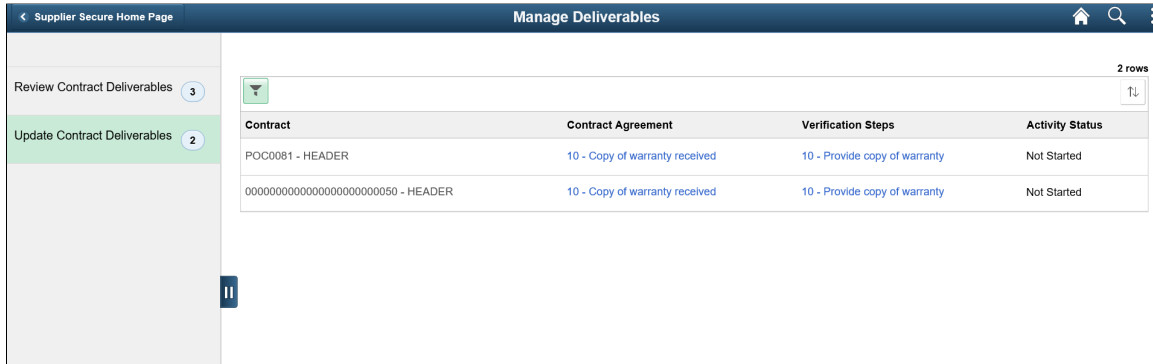 Supplier Secure Home Page
Manage Deliverables
2 rows
Review Contract Deliverables 3
Update Contract Deliverables 2
Contract Contract Agreement Verification Steps Activity Status
POC0081 - HEADER 10 - Copy of warranty received 10 - Provide copy of warranty Not Started
0000000000000000000000050 - HEADER 10 - Copy of warranty received 10 - Provide copy of warranty Not Started